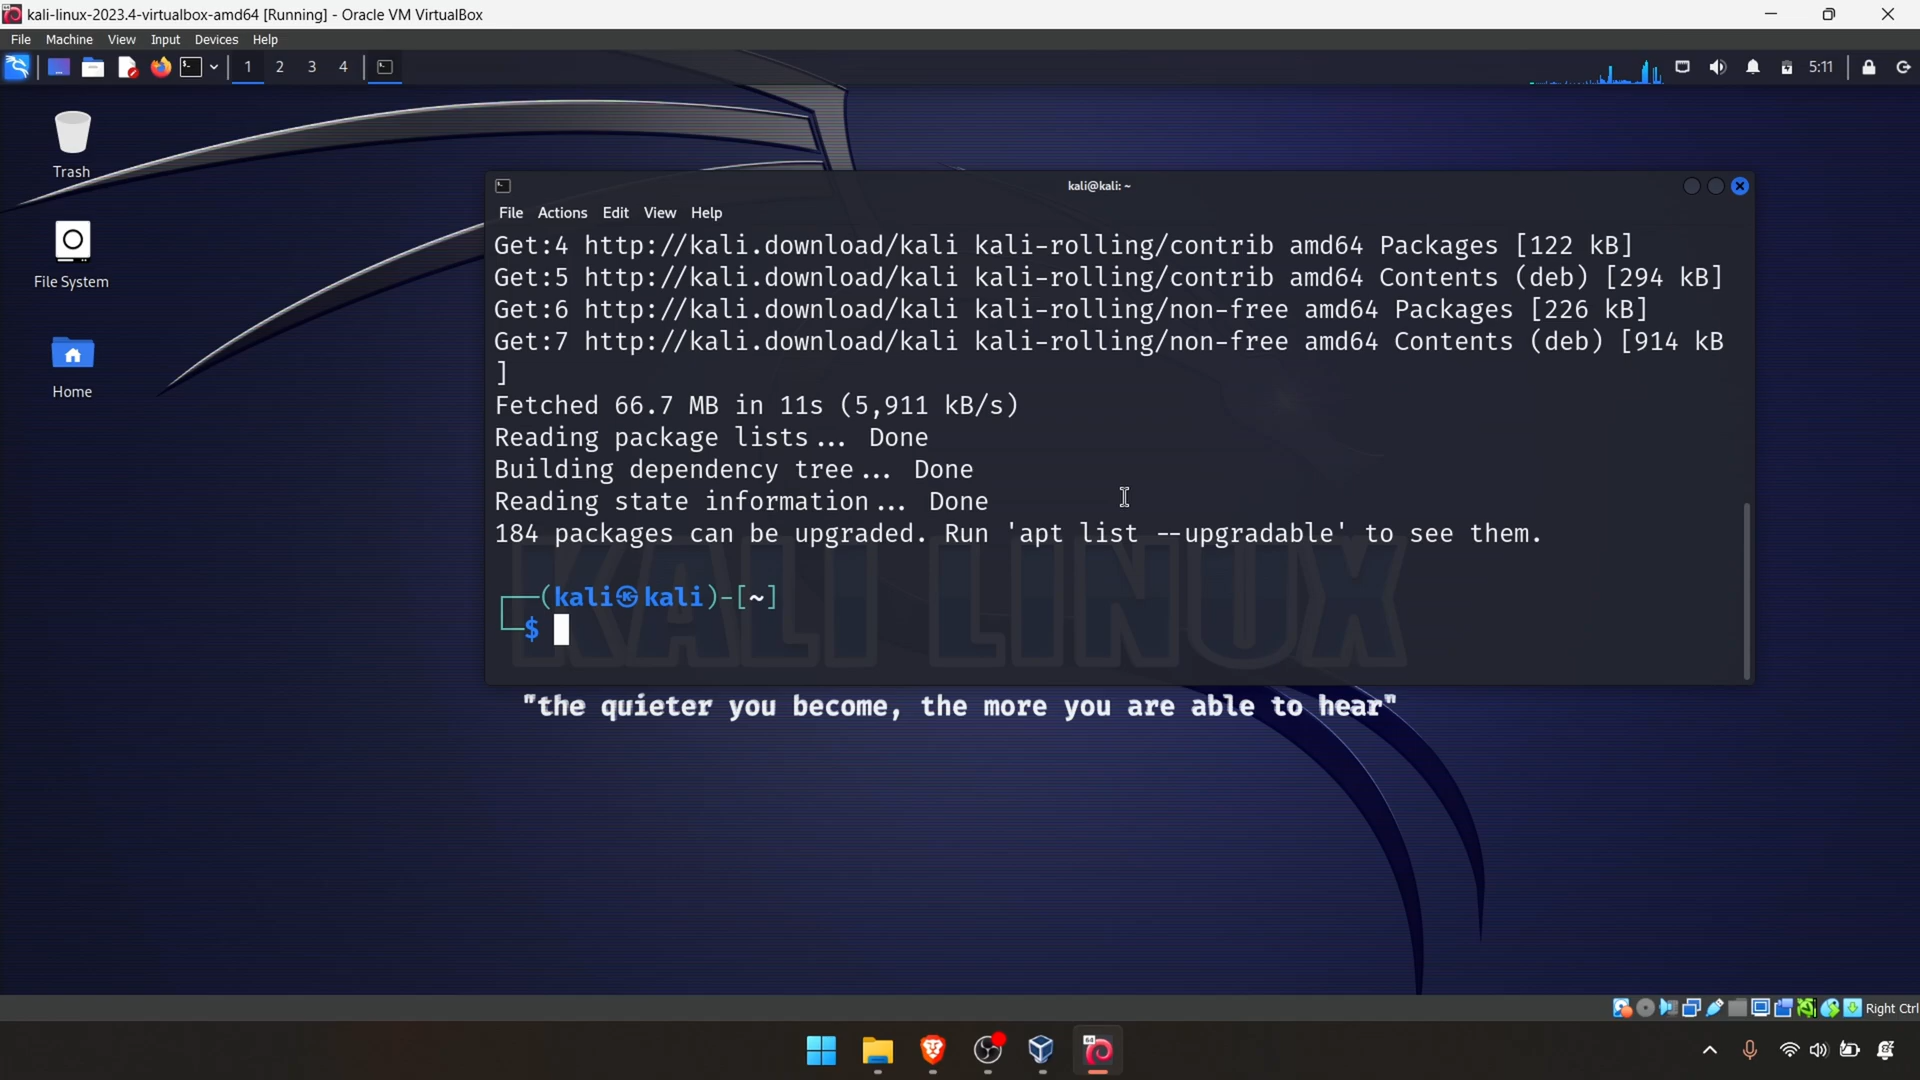 kali-linux-2023.4-virtualbox-amd64 [Running] - Oracle VM VirtualBox
File Machine View Input Devices Help
1 2 3 4
5:11
Trash
File System
Home
kali@kali: ~
File Actions Edit View Help
Get:4 http://kali.download/kali kali-rolling/contrib amd64 Packages [122 kB]
Get:5 http://kali.download/kali kali-rolling/contrib amd64 Contents (deb) [294 kB]
Get:6 http://kali.download/kali kali-rolling/non-free amd64 Packages [226 kB]
Get:7 http://kali.download/kali kali-rolling/non-free amd64 Contents (deb) [914 kB
]
Fetched 66.7 MB in 11s (5,911 kB/s)
Reading package lists... Done
Building dependency tree... Done
Reading state information... Done
184 packages can be upgraded. Run 'apt list --upgradable' to see them.
┌──(kali㉿kali)-[~]
└─$
KALI LINUX
"the quieter you become, the more you are able to hear"
Right Ctrl
64